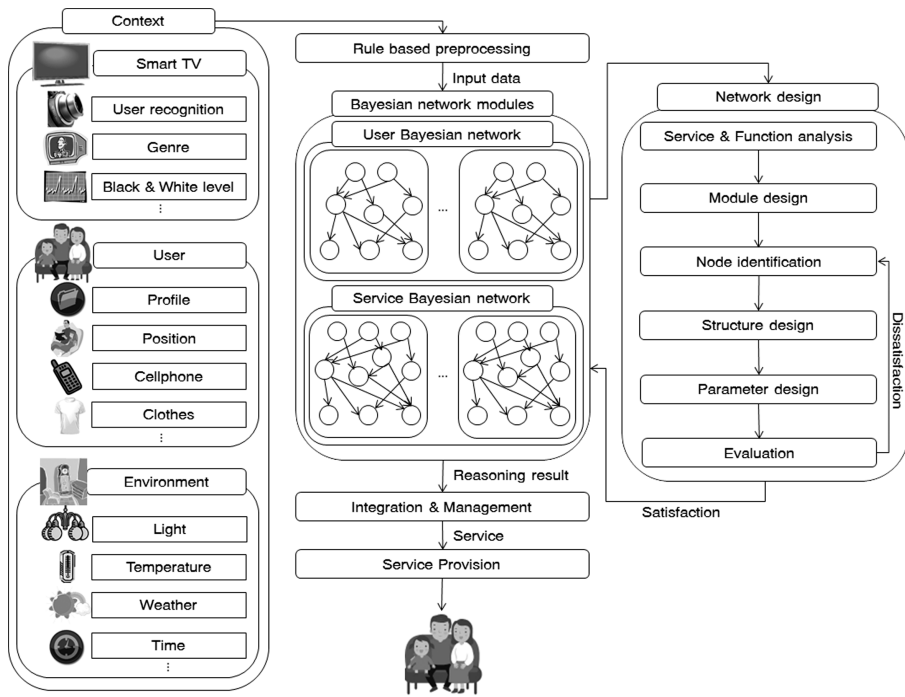 Context
Smart TV
User recognition
Genre
Black & White level
...
User
Profile
Position
Cellphone
Clothes
...
Environment
Light
Temperature
Weather
Time
...
Rule based preprocessing
Input data
Bayesian network modules
User Bayesian network
...
Service Bayesian network
...
Reasoning result
Integration & Management
Service
Service Provision
Network design
Service & Function analysis
Module design
Node identification
Structure design
Parameter design
Evaluation
Dissatisfaction
Satisfaction